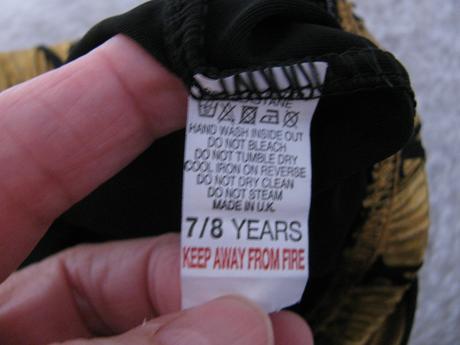 HAND WASH INSIDE OUT
DO NOT BLEACH
DO NOT TUMBLE DRY
COOL IRON ON REVERSE
DO NOT DRY CLEAN
DO NOT STEAM
MADE IN U.K.
7/8 YEARS
KEEP AWAY FROM FIRE